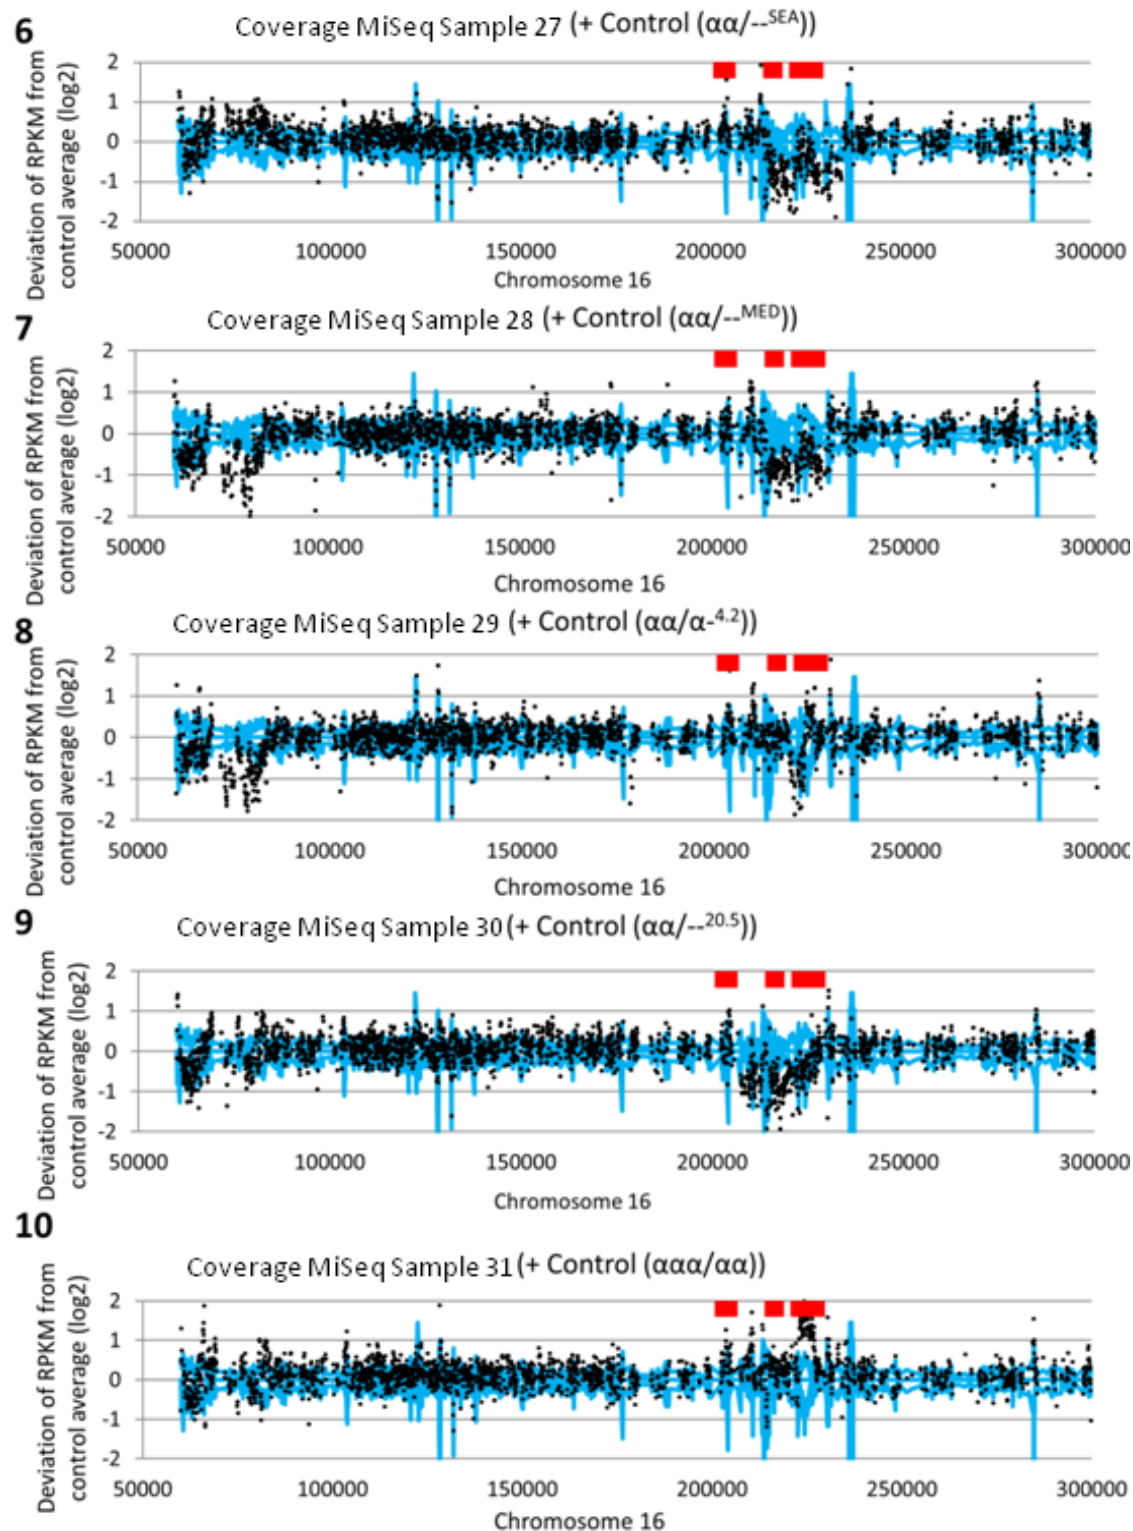 6
Coverage MiSeq Sample 27 (+ Control (αα/--SEA))
Deviation of RPKM from
control average (log2)
2
1
0
-1
-2
50000 100000 150000 200000 250000 300000
Chromosome 16
7
Coverage MiSeq Sample 28 (+ Control (αα/--MED))
Deviation of RPKM from
control average (log2)
2
1
0
-1
-2
50000 100000 150000 200000 250000 300000
Chromosome 16
8
Coverage MiSeq Sample 29 (+ Control (αα/α-4.2))
Deviation of RPKM from
control average (log2)
2
1
0
-1
-2
50000 100000 150000 200000 250000 300000
Chromosome 16
9
Coverage MiSeq Sample 30 (+ Control (αα/--20.5))
Deviation of RPKM from
control average (log2)
2
1
0
-1
-2
50000 100000 150000 200000 250000 300000
Chromosome 16
10
Coverage MiSeq Sample 31 (+ Control (ααα/αα))
Deviation of RPKM from
control average (log2)
2
1
0
-1
-2
50000 100000 150000 200000 250000 300000
Chromosome 16